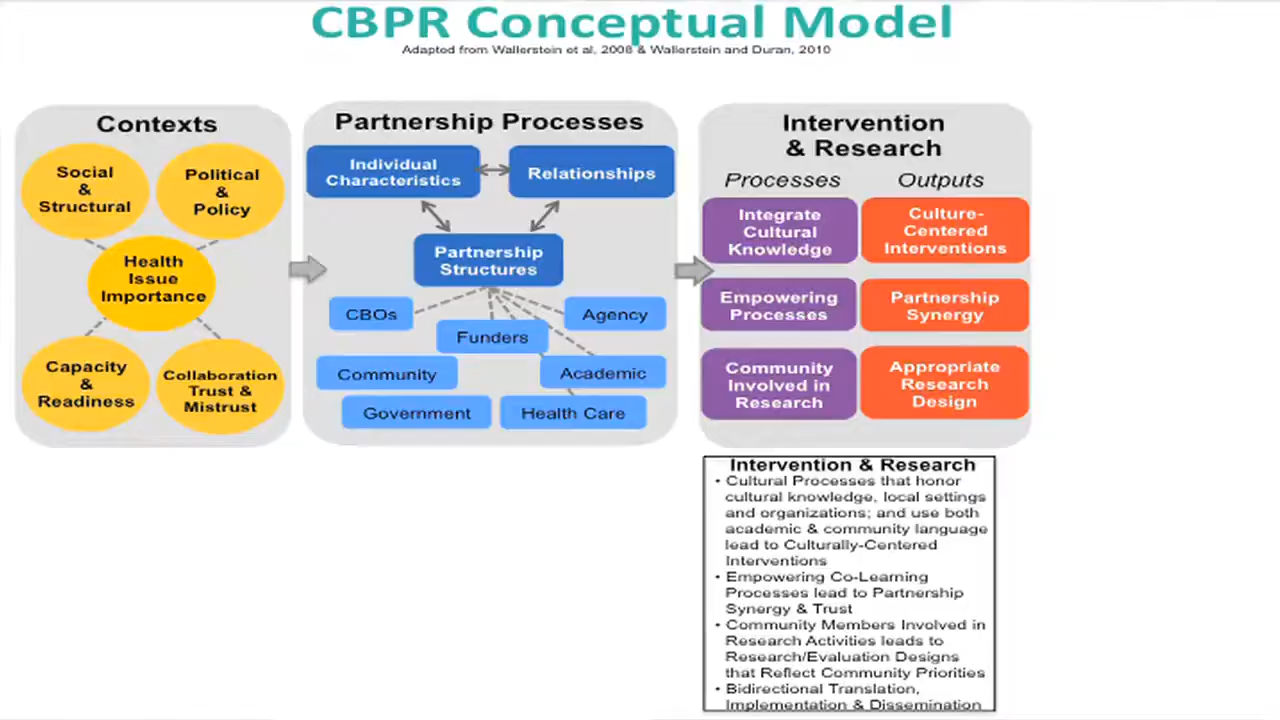 CBPR Conceptual Model
Adapted from Wallerstein et al, 2008 & Wallerstein and Duran, 2010
Contexts
Social
&
Structural
Political
&
Policy
Health
Issue
Importance
Capacity
&
Readiness
Collaboration
Trust &
Mistrust
Partnership Processes
Individual
Characteristics
Relationships
Partnership
Structures
CBOs
Agency
Funders
Community
Academic
Government
Health Care
Intervention
& Research
Processes
Outputs
Integrate
Cultural
Knowledge
Culture-
Centered
Interventions
Empowering
Processes
Partnership
Synergy
Community
Involved in
Research
Appropriate
Research
Design
Intervention & Research
• Cultural Processes that honor
cultural knowledge, local settings
and organizations; and use both
academic & community language
lead to Culturally-Centered
Interventions
• Empowering Co-Learning
Processes lead to Partnership
Synergy & Trust
• Community Members Involved in
Research Activities leads to
Research/Evaluation Designs
that Reflect Community Priorities
• Bidirectional Translation,
Implementation & Dissemination